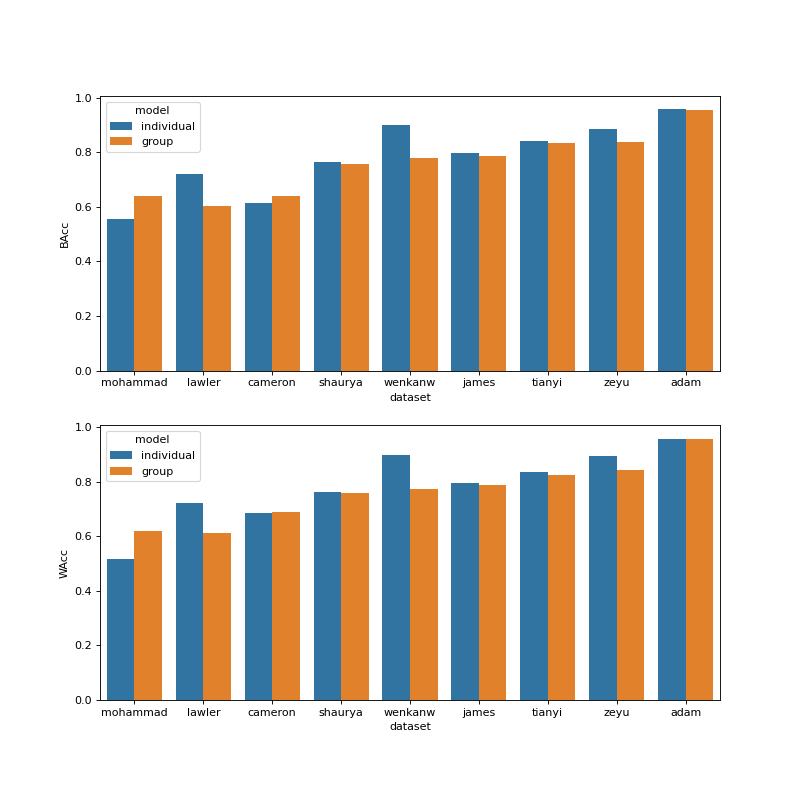 1.0
0.8
0.6
0.4
0.2
0.0
BAcc
model
individual
group
mohammad lawler cameron shaurya wenkanw james tianyi zeyu adam
dataset
1.0
0.8
0.6
0.4
0.2
0.0
WAcc
model
individual
group
mohammad lawler cameron shaurya wenkanw james tianyi zeyu adam
dataset